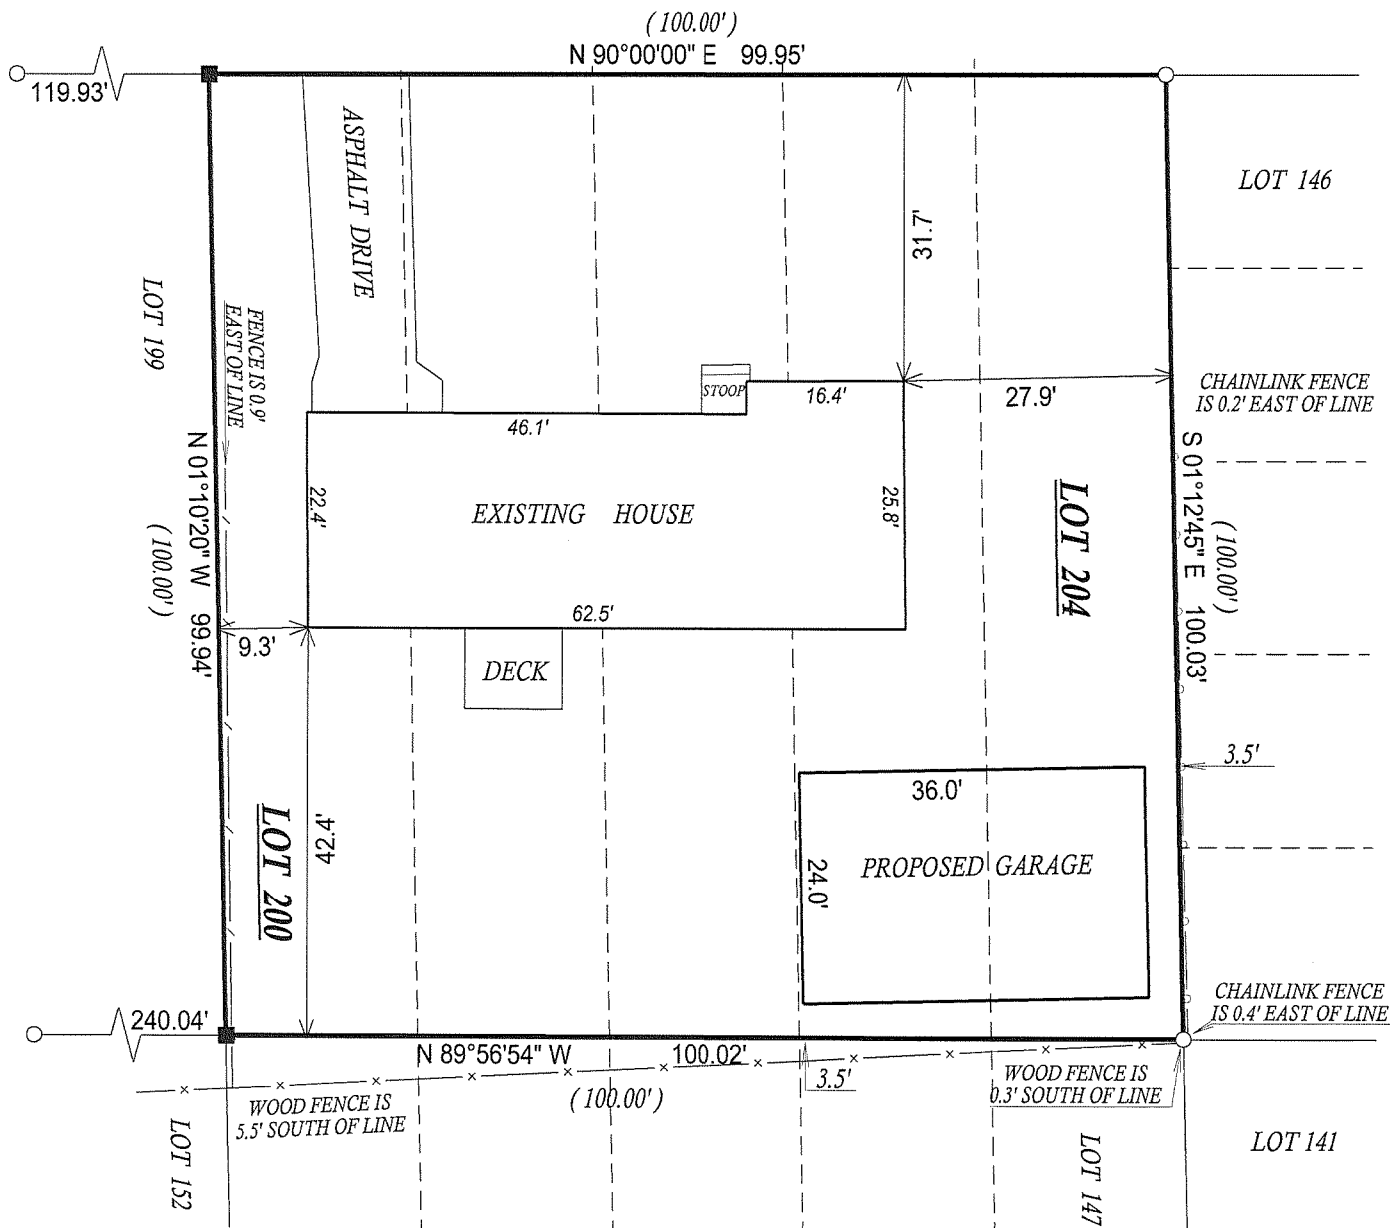 ( 100.00' )
N 90°00'00" E 99.95'
119.93'
ASPHALT DRIVE
31.7'
LOT 146
LOT 199
FENCE IS 0.9'
EAST OF LINE
STOOP
16.4'
27.9'
CHAINLINK FENCE
IS 0.2' EAST OF LINE
46.1'
N 01°10'20" W 99.94'
( 100.00' )
22.4'
EXISTING HOUSE
25.8'
LOT 204
S 01°12'45" E 100.03'
( 100.00' )
62.5'
9.3'
DECK
3.5'
36.0'
42.4'
LOT 200
24.0'
PROPOSED GARAGE
CHAINLINK FENCE
IS 0.4' EAST OF LINE
240.04'
N 89°56'54" W 100.02'
( 100.00' )
3.5'
WOOD FENCE IS
0.3' SOUTH OF LINE
WOOD FENCE IS
5.5' SOUTH OF LINE
LOT 152
LOT 147
LOT 141